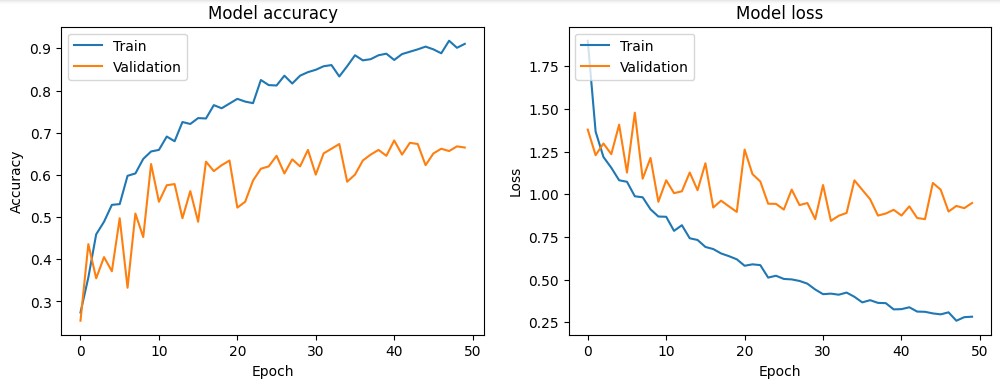 Model accuracy
Train
Validation
0.9
0.8
0.7
0.6
0.5
0.4
0.3
Accuracy
0 10 20 30 40 50
Epoch
Model loss
Train
Validation
1.75
1.50
1.25
1.00
0.75
0.50
0.25
Loss
0 10 20 30 40 50
Epoch